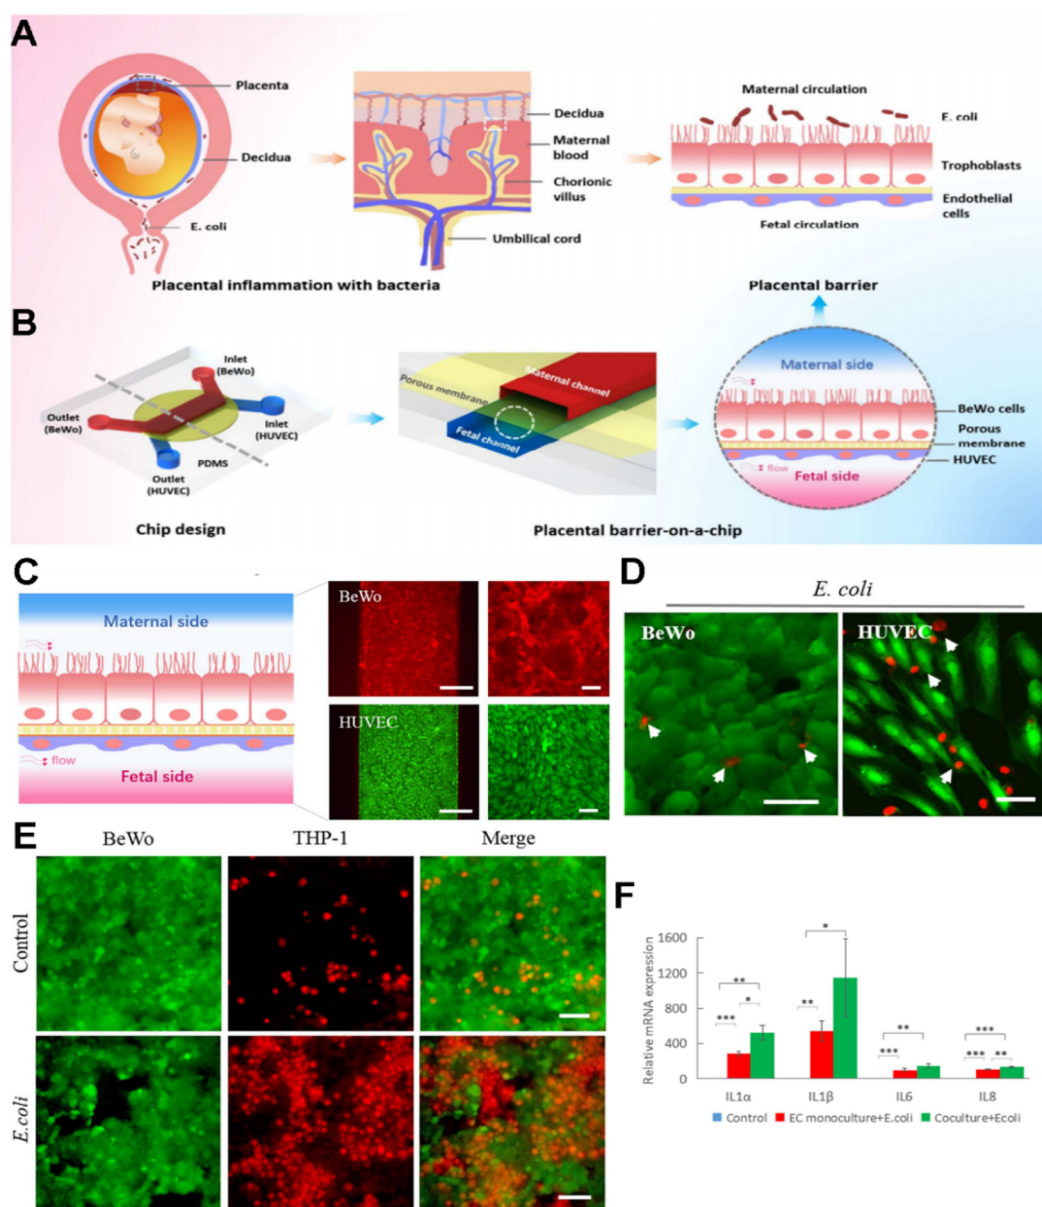 A
Placenta
Decidua
E. coli
Decidua
Maternal
blood
Chorionic
villus
Umbilical cord
Maternal circulation
E. coli
Trophoblasts
Endothelial
cells
Fetal circulation
Placental inflammation with bacteria
Placental barrier
B
Inlet
(BeWo)
Outlet
(BeWo)
Inlet
(HUVEC)
PDMS
Outlet
(HUVEC)
Porous membrane
Maternal channel
Fetal channel
Maternal side
BeWo cells
Porous
membrane
HUVEC
flow
Fetal side
Chip design
Placental barrier-on-a-chip
C
Maternal side
flow
Fetal side
BeWo
HUVEC
D
E. coli
BeWo
HUVEC
E
BeWo
THP-1
Merge
Control
E.coli
F
Relative mRNA expression
1600
1200
800
400
0
***
**
*
**
*
***
**
***
***
**
IL1α
IL1β
IL6
IL8
Control
EC monoculture+E.coli
Coculture+Ecoli